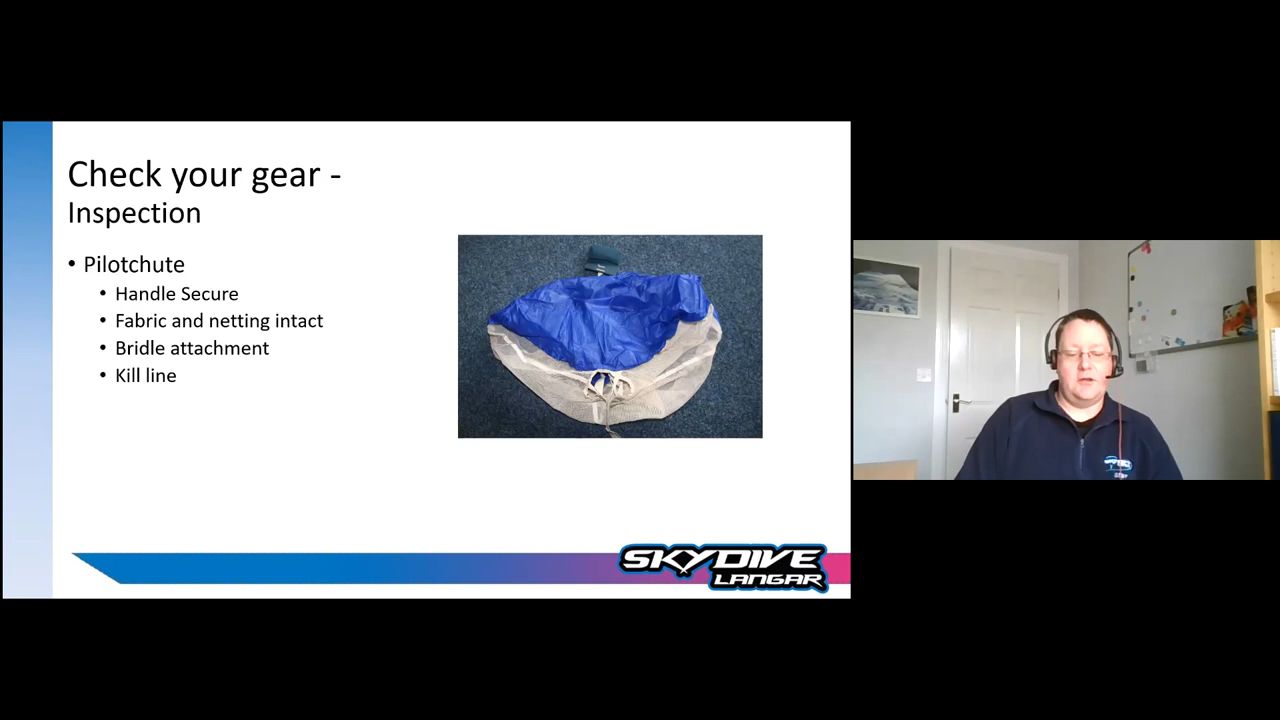 Check your gear -
Inspection
• Pilotchute
• Handle Secure
• Fabric and netting intact
• Bridle attachment
• Kill line
SKYDIVE
LANGAR